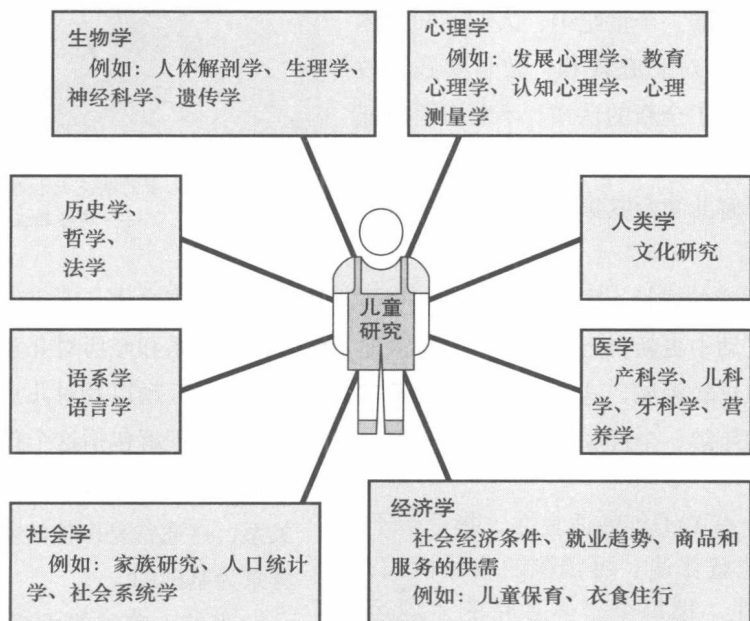 生物学
例如：人体解剖学、生理学、
神经科学、遗传学
心理学
例如：发展心理学、教育
心理学、认知心理学、心理
测量学
历史学、
哲学、
法学
人类学
文化研究
儿童
研究
语系学
语言学
医学
产科学、儿科
学、牙科学、营
养学
社会学
例如：家族研究、人口统计
学、社会系统学
经济学
社会经济条件、就业趋势、商品和
服务的供需
例如：儿童保育、衣食住行